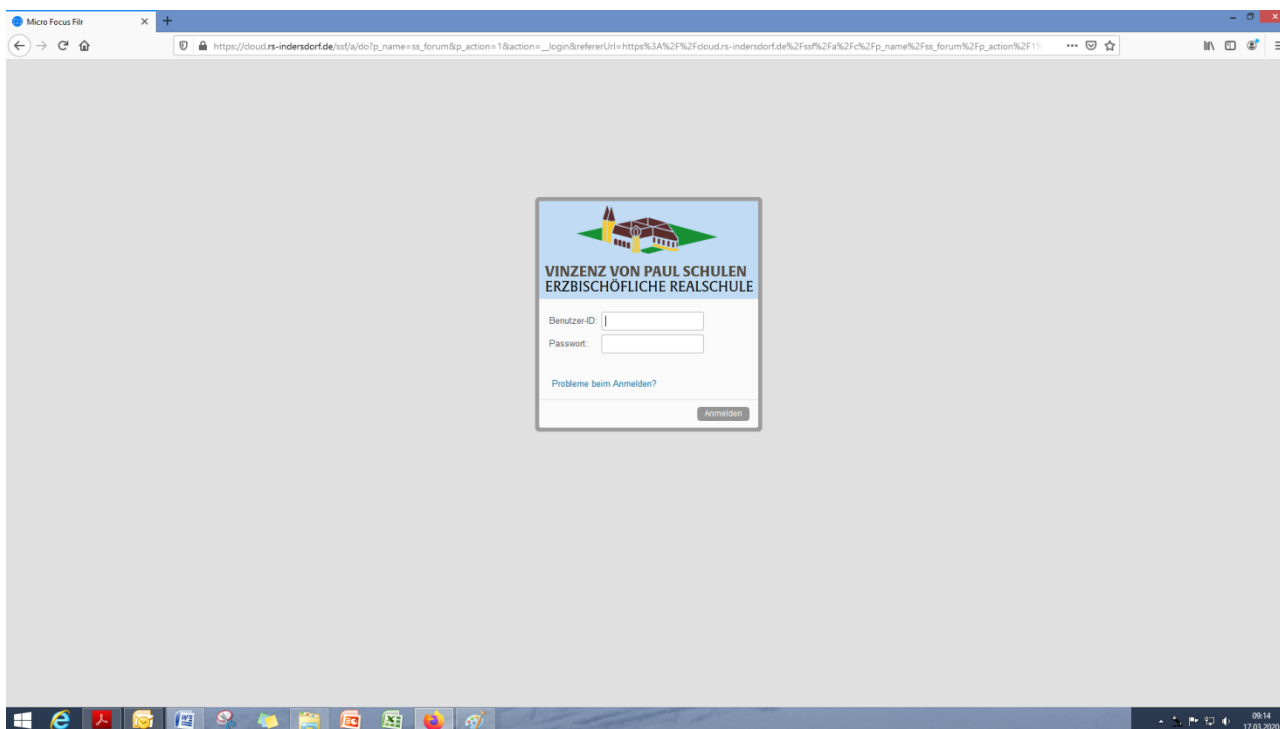 Micro Focus Filr
https://cloud.rs-indersdorf.de/ssf/a/do?p_name=ss_forum&p_action=1&action=__login&refererUrl=https%3A%2F%2Fcloud.rs-indersdorf.de%2Fssf%2Fa%2Fc%2Fp_name%2Fss_forum%2Fp_action%2F1%
VINZENZ VON PAUL SCHULEN
ERZBISCHÖFLICHE REALSCHULE
Benutzer-ID:
Passwort:
Probleme beim Anmelden?
Anmelden
09:14
17.03.2020